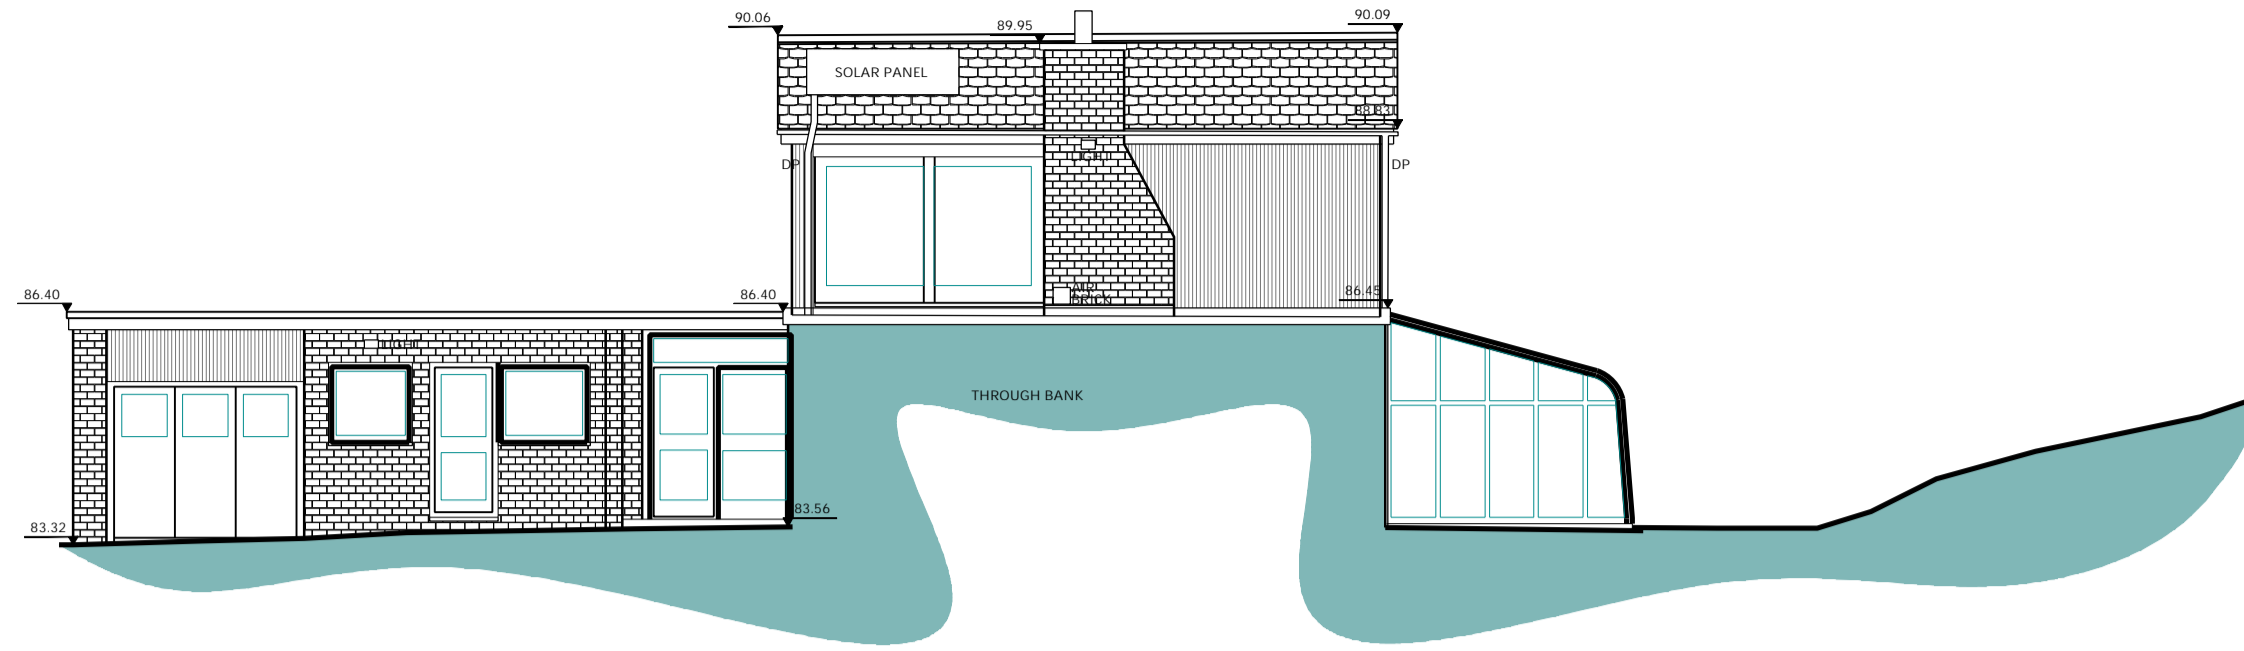 90.06
89.95
90.09
SOLAR PANEL
88.83
LIGHT
DP
DP
86.40
86.40
AIR
BRICK
86.45
LIGHT
THROUGH BANK
83.56
83.32